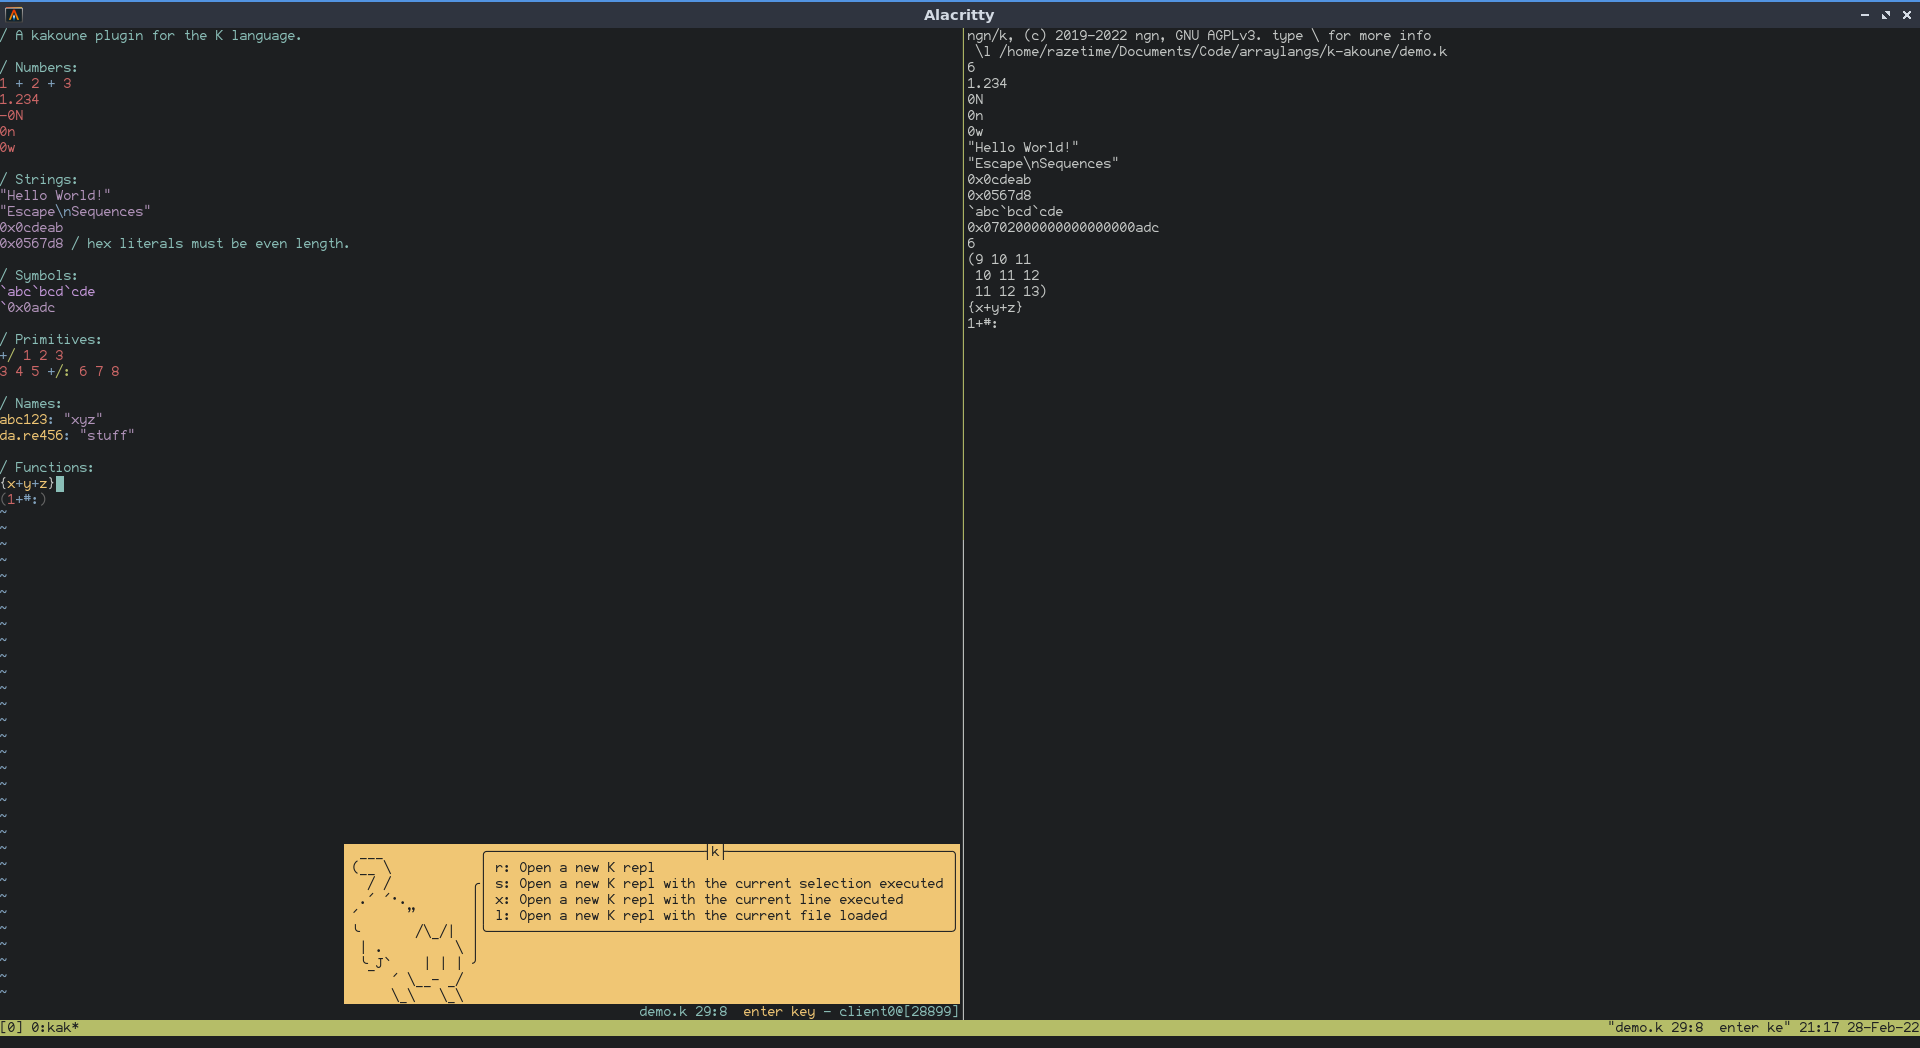 Alacritty
/ A kakoune plugin for the K language.
/ Numbers:
1 + 2 + 3
1.234
-0N
0n
0w
/ Strings:
"Hello World!"
"Escape\nSequences"
0x0cdeab
0x0567d8 / hex literals must be even length.
/ Symbols:
`abc`bcd`cde
`0x0adc
/ Primitives:
+/ 1 2 3
3 4 5 +/: 6 7 8
/ Names:
abc123: "xyz"
da.re456: "stuff"
/ Functions:
{x+y+z}
(1+#:)
ngn/k, (c) 2019-2022 ngn, GNU AGPLv3. type \ for more info
\l /home/razetime/Documents/Code/arraylangs/k-akoune/demo.k
6
1.234
0N
0n
0w
"Hello World!"
"Escape\nSequences"
0x0cdeab
0x0567d8
`abc`bcd`cde
0x0702000000000000000adc
6
(9 10 11
10 11 12
11 12 13)
{x+y+z}
1+#:
k
r: Open a new K repl
s: Open a new K repl with the current selection executed
x: Open a new K repl with the current line executed
l: Open a new K repl with the current file loaded
demo.k 29:8  enter key - client0@[28899]
[0] 0:kak*
"demo.k 29:8  enter ke" 21:17 28-Feb-22